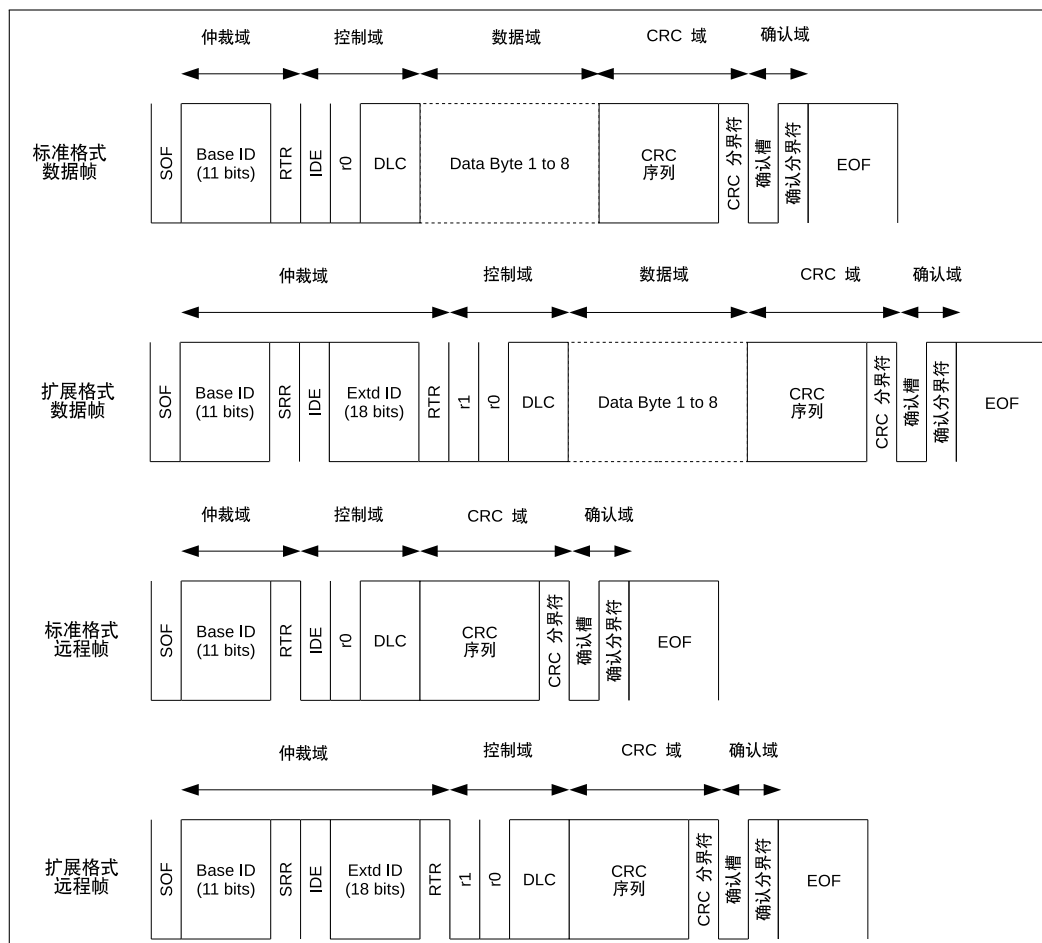 仲裁域 控制域 数据域 CRC 域 确认域
标准格式
数据帧
SOF
Base ID
(11 bits)
RTR
IDE
r0
DLC
Data Byte 1 to 8
CRC
序列
CRC 分界符
确认槽
确认分界符
EOF
仲裁域 控制域 数据域 CRC 域 确认域
扩展格式
数据帧
SOF
Base ID
(11 bits)
SRR
IDE
Extd ID
(18 bits)
RTR
r1
r0
DLC
Data Byte 1 to 8
CRC
序列
CRC 分界符
确认槽
确认分界符
EOF
仲裁域 控制域 CRC 域 确认域
标准格式
远程帧
SOF
Base ID
(11 bits)
RTR
IDE
r0
DLC
CRC
序列
CRC 分界符
确认槽
确认分界符
EOF
仲裁域 控制域 CRC 域 确认域
扩展格式
远程帧
SOF
Base ID
(11 bits)
SRR
IDE
Extd ID
(18 bits)
RTR
r1
r0
DLC
CRC
序列
CRC 分界符
确认槽
确认分界符
EOF